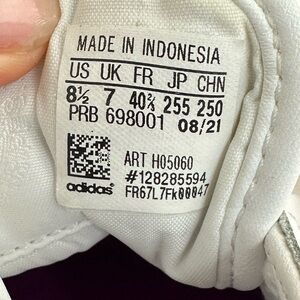 MADE IN INDONESIA
US UK FR JP CHN
8½ 7 40⅔ 255 250
PRB 698001 08/21
ART H05060
#128285594
adidas FR67L7Fk00047